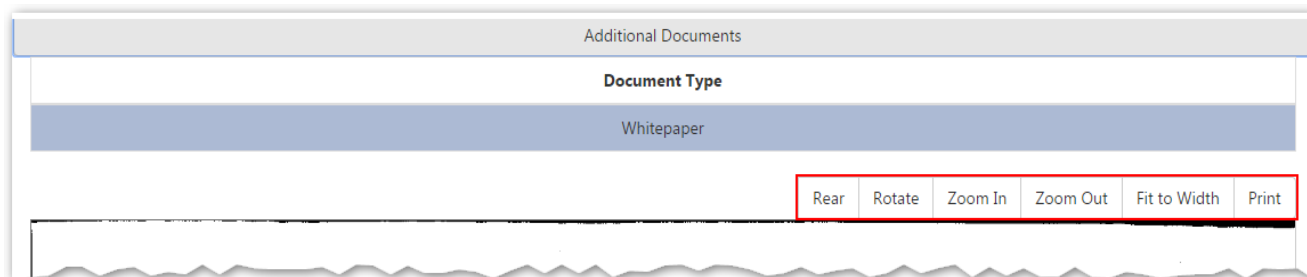 Additional Documents
Document Type
Whitepaper
Rear Rotate Zoom In Zoom Out Fit to Width Print